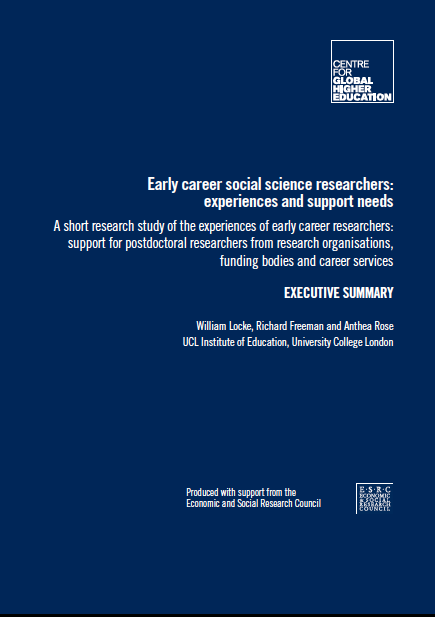 CENTRE
FOR
GLOBAL
HIGHER
EDUCATION
Early career social science researchers:
experiences and support needs
A short research study of the experiences of early career researchers:
support for postdoctoral researchers from research organisations,
funding bodies and career services
EXECUTIVE SUMMARY
William Locke, Richard Freeman and Anthea Rose
UCL Institute of Education, University College London
Produced with support from the
Economic and Social Research Council
E·S·R·C
ECONOMIC
& SOCIAL
RESEARCH
COUNCIL